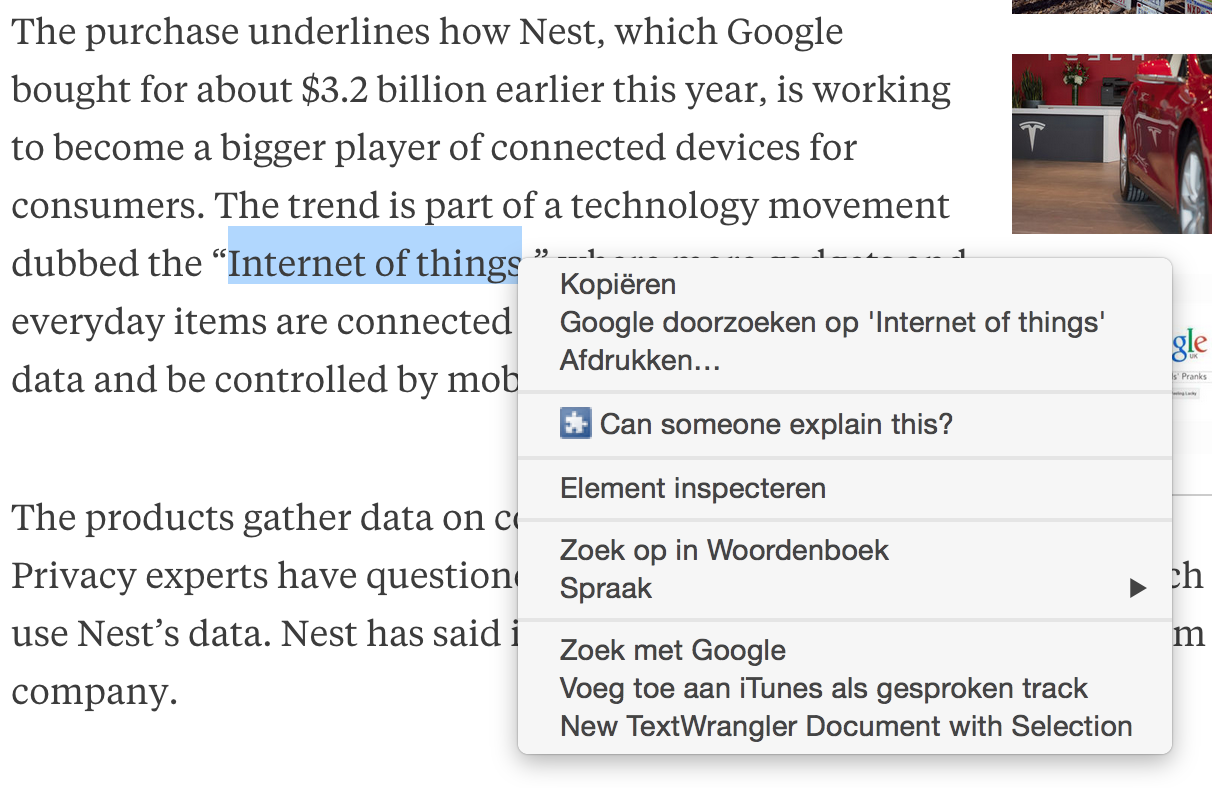 The purchase underlines how Nest, which Google
bought for about $3.2 billion earlier this year, is working
to become a bigger player of connected devices for
consumers. The trend is part of a technology movement
dubbed the “Internet of things
everyday items are connected
data and be controlled by mob
The products gather data on
Privacy experts have question
use Nest’s data. Nest has said
company.
Kopiëren
Google doorzoeken op 'Internet of things'
Afdrukken...
Can someone explain this?
Element inspecteren
Zoek op in Woordenboek
Spraak
Zoek met Google
Voeg toe aan iTunes als gesproken track
New TextWrangler Document with Selection
gle
UK
Pranks